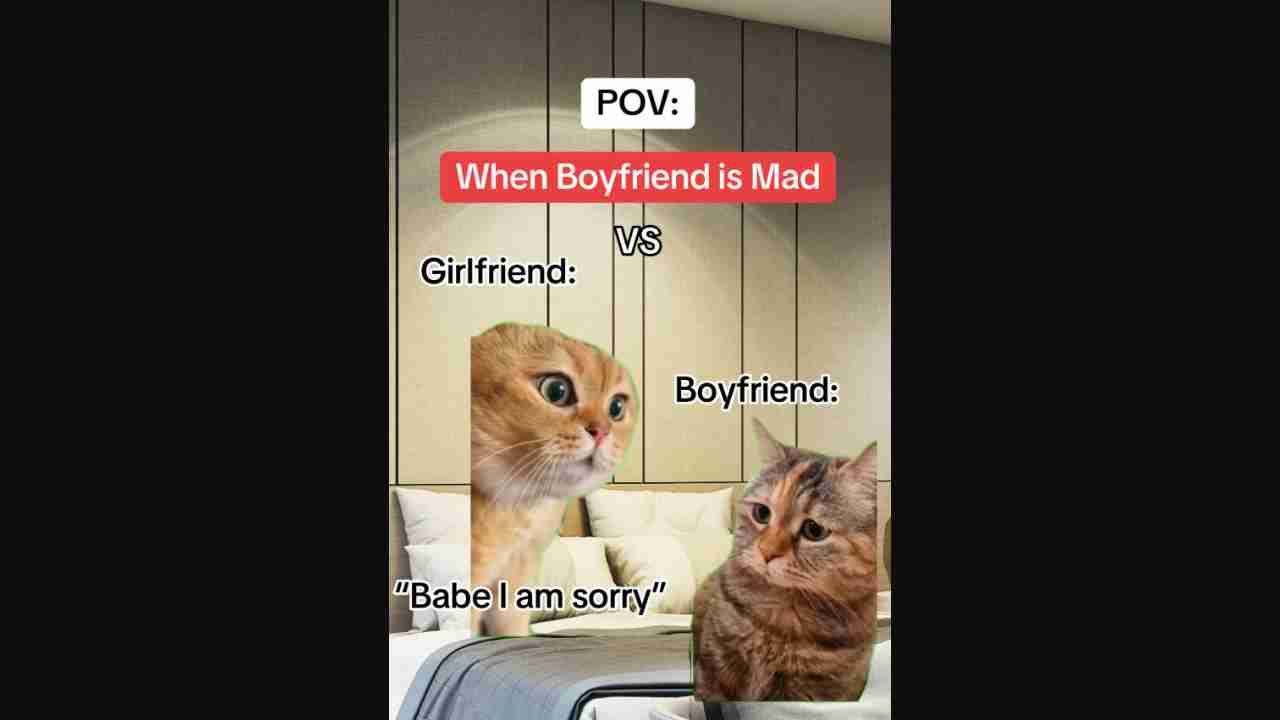 POV:
When Boyfriend is Mad
VS
Girlfriend:
Boyfriend:
"Babe I am sorry"